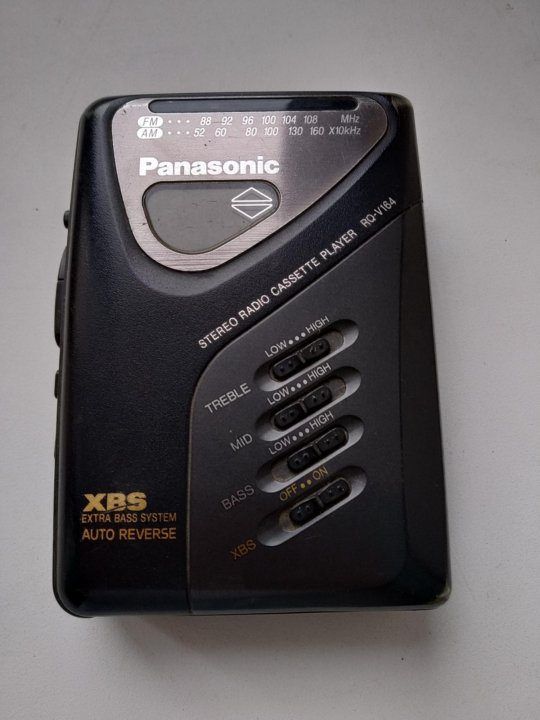 FM ··· 88 92 96 100 104 108 MHz
AM ··· 52 60 80 100 130 160 X10kHz
Panasonic
STEREO RADIO CASSETTE PLAYER RQ-V164
LOW•••HIGH
TREBLE
LOW•••HIGH
MID
LOW•••HIGH
BASS
OFF••ON
XBS
XBS
EXTRA BASS SYSTEM
AUTO REVERSE